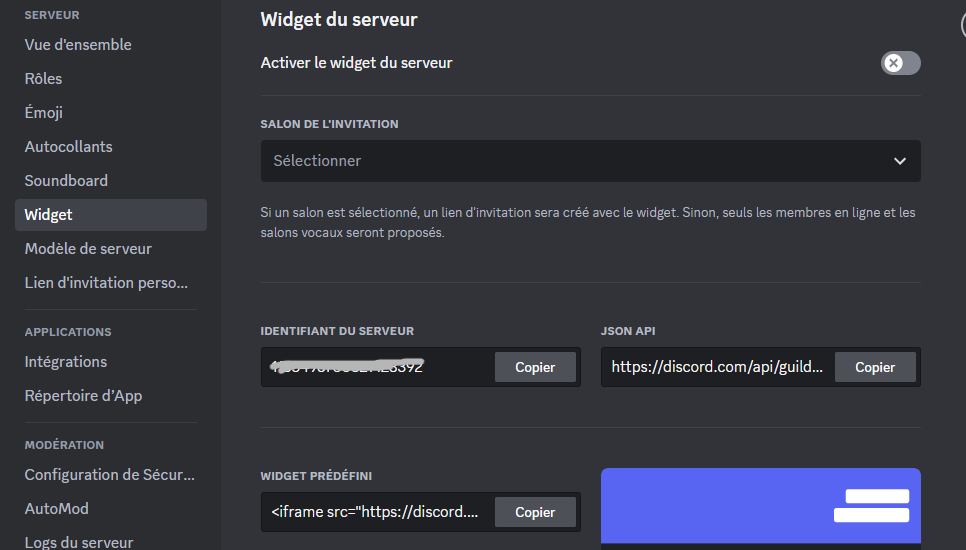 SERVEUR
Vue d'ensemble
Rôles
Émoji
Autocollants
Soundboard
Widget
Modèle de serveur
Lien d'invitation perso...
APPLICATIONS
Intégrations
Répertoire d'App
MODÉRATION
Configuration de Sécur...
AutoMod
Logs du serveur
Widget du serveur
Activer le widget du serveur
SALON DE L'INVITATION
Sélectionner
Si un salon est sélectionné, un lien d'invitation sera créé avec le widget. Sinon, seuls les membres en ligne et les
salons vocaux seront proposés.
IDENTIFIANT DU SERVEUR
Copier
JSON API
https://discord.com/api/guild...
Copier
WIDGET PRÉDÉFINI
<iframe src="https://discord....
Copier